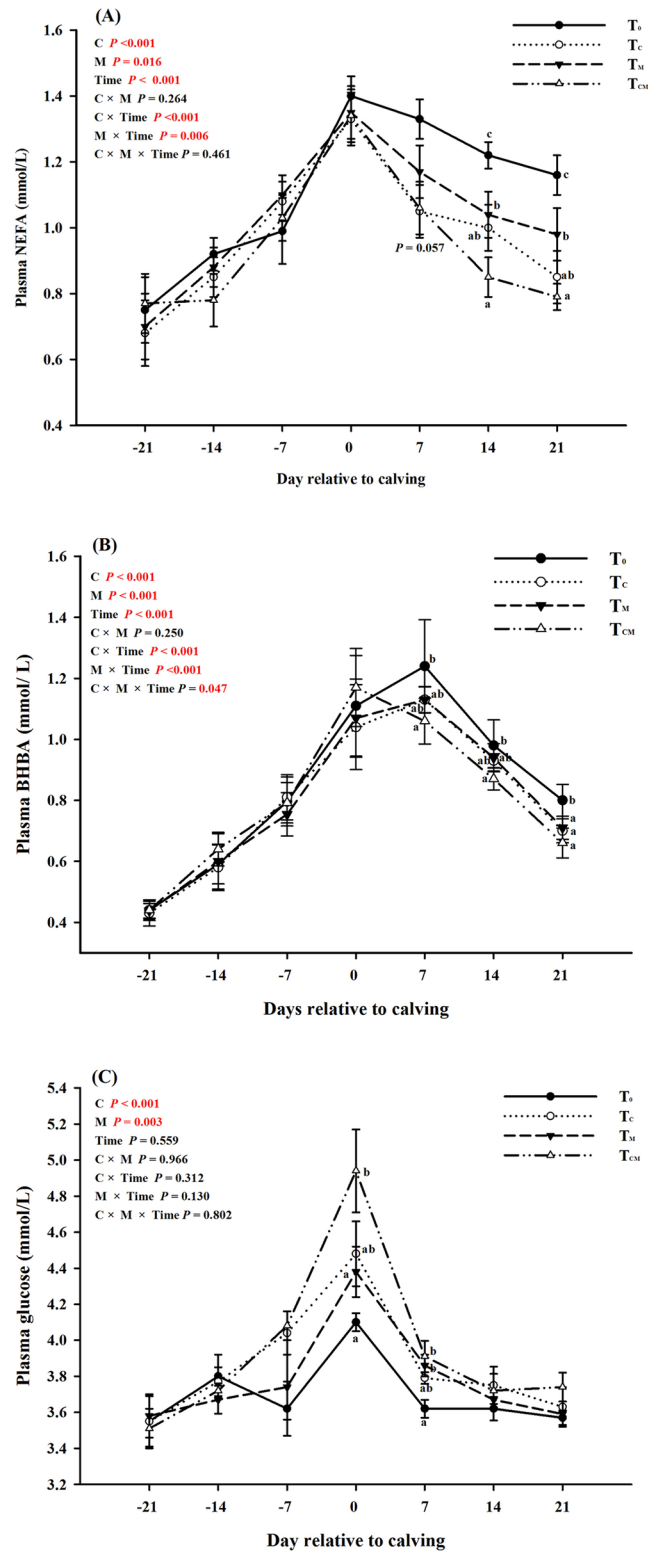 (A)
C P <0.001
M P = 0.016
Time P < 0.001
C × M P = 0.264
C × Time P <0.001
M × Time P = 0.006
C × M × Time P = 0.461
T0
TC
TM
TCM
1.6
1.4
1.2
1.0
0.8
0.6
0.4
Plasma NEFA (mmol/L)
c
c
b
b
ab
ab
a
a
P = 0.057
-21 -14 -7 0 7 14 21
Day relative to calving
(B)
C P < 0.001
M P < 0.001
Time P < 0.001
C × M P = 0.250
C × Time P < 0.001
M × Time P <0.001
C × M × Time P = 0.047
T0
TC
TM
TCM
1.6
1.4
1.2
1.0
0.8
0.6
0.4
Plasma BHBA (mmol/ L)
b
ab
ab
a
b
ab
ab
a
b
a
a
a
-21 -14 -7 0 7 14 21
Days relative to calving
(C)
C P < 0.001
M P = 0.003
Time P = 0.559
C × M P = 0.966
C × Time P = 0.312
M × Time P = 0.130
C × M × Time P = 0.802
T0
TC
TM
TCM
5.4
5.2
5.0
4.8
4.6
4.4
4.2
4.0
3.8
3.6
3.4
3.2
Plasma glucose (mmol/L)
b
ab
a
a
b
b
ab
a
-21 -14 -7 0 7 14 21
Day relative to calving